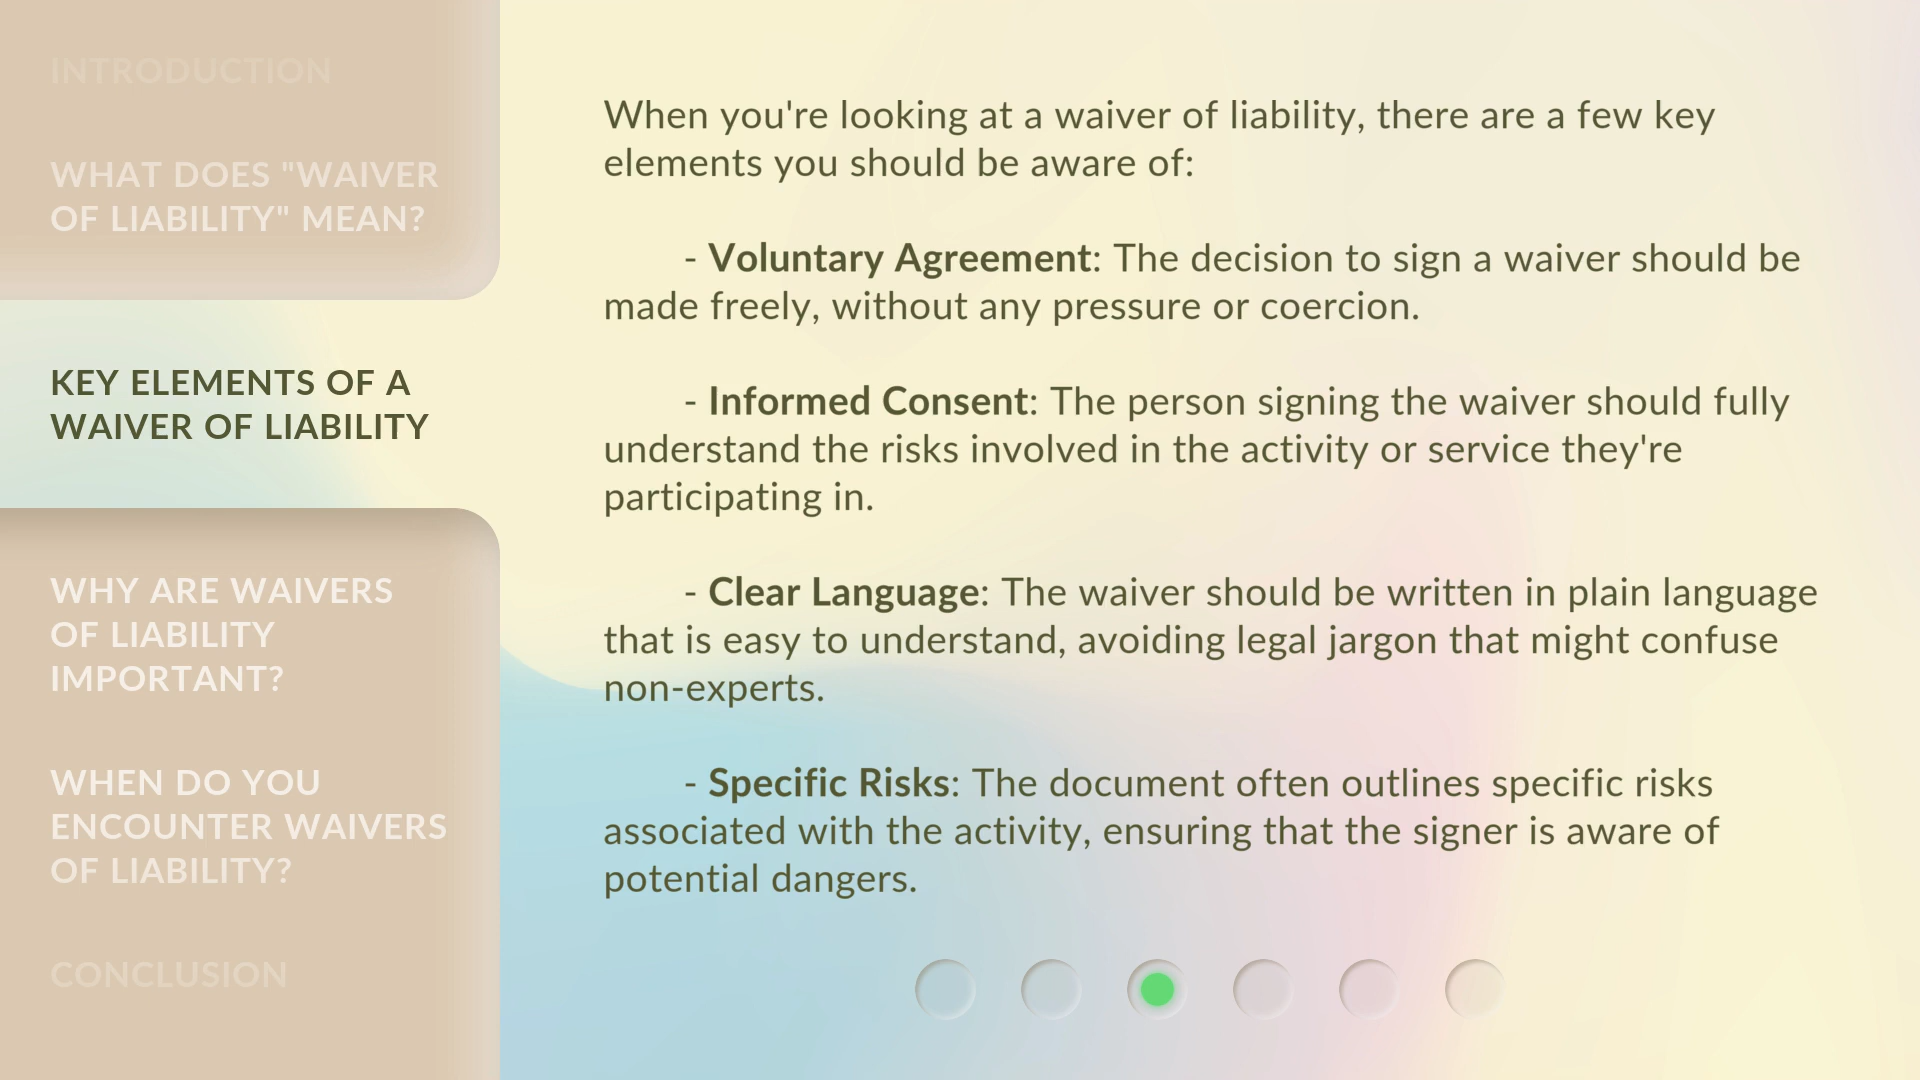 INTRODUCTION
WHAT DOES "WAIVER
OF LIABILITY" MEAN?
KEY ELEMENTS OF A
WAIVER OF LIABILITY
WHY ARE WAIVERS
OF LIABILITY
IMPORTANT?
WHEN DO YOU
ENCOUNTER WAIVERS
OF LIABILITY?
CONCLUSION
When you're looking at a waiver of liability, there are a few key
elements you should be aware of:
- Voluntary Agreement: The decision to sign a waiver should be
made freely, without any pressure or coercion.
- Informed Consent: The person signing the waiver should fully
understand the risks involved in the activity or service they're
participating in.
- Clear Language: The waiver should be written in plain language
that is easy to understand, avoiding legal jargon that might confuse
non-experts.
- Specific Risks: The document often outlines specific risks
associated with the activity, ensuring that the signer is aware of
potential dangers.